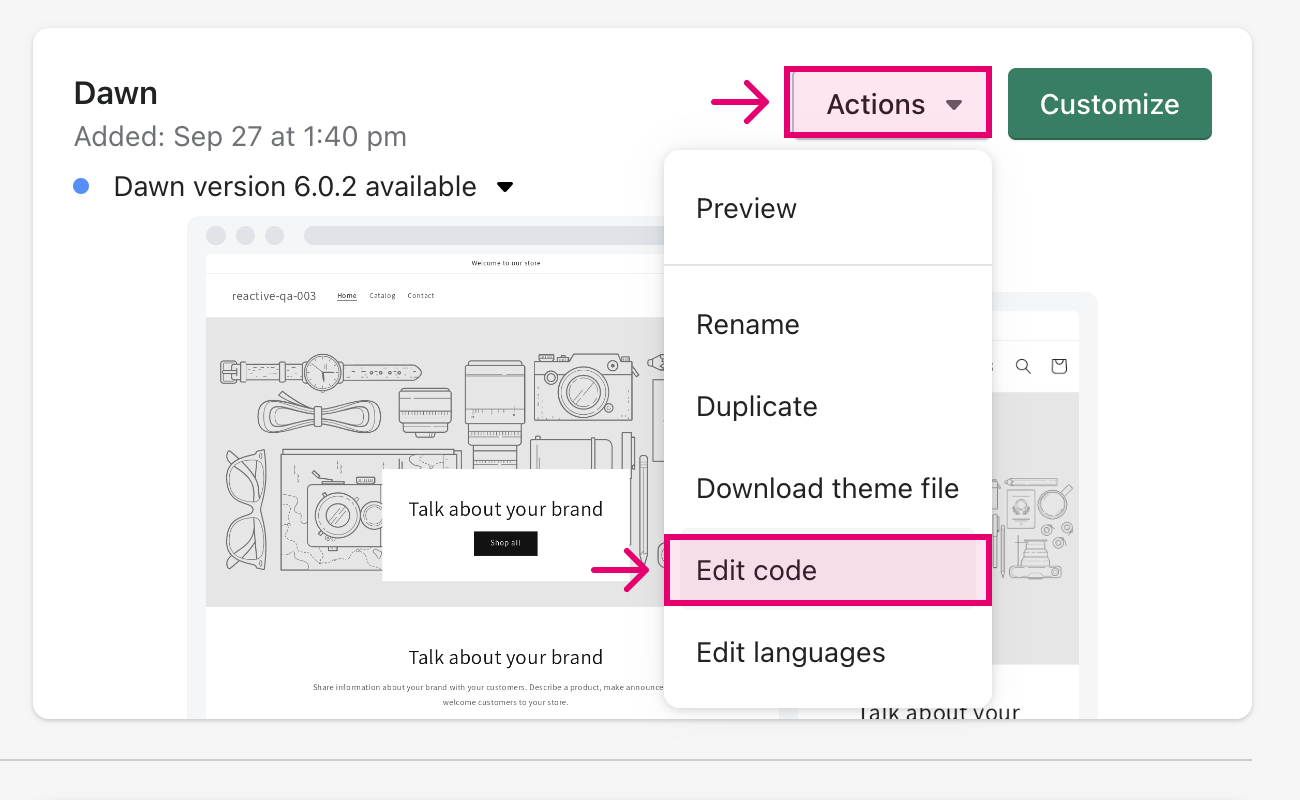 Dawn
Actions
Customize
Added: Sep 27 at 1:40 pm
Dawn version 6.0.2 available
Preview
Rename
Duplicate
Download theme file
Edit code
Edit languages
Welcome to our store
reactive-qa-003 Home Catalog Contact
Talk about your brand
Shop all
Talk about your brand
Share information about your brand with your customers. Describe a product, make announce
welcome customers to your store.
Talk about your